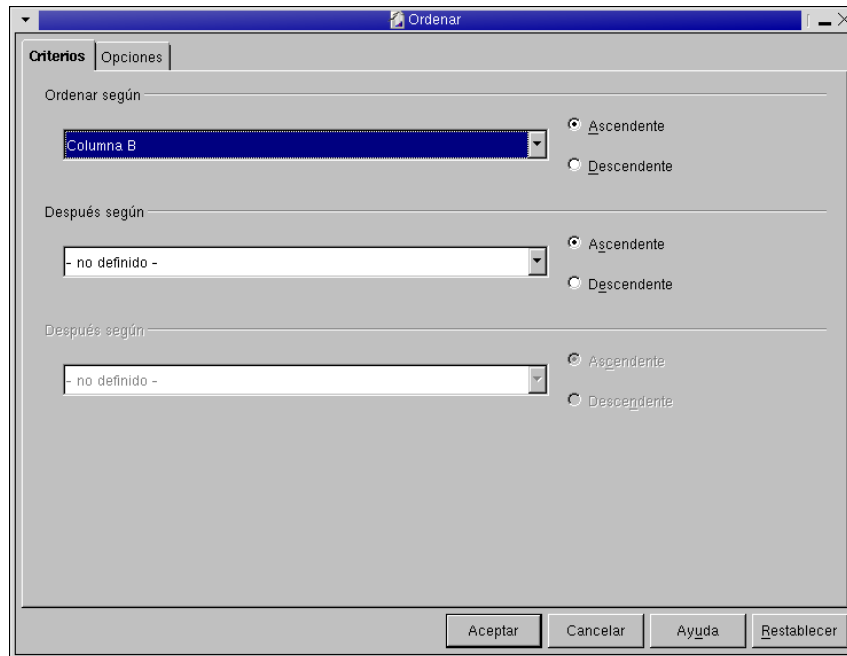 Ordenar
Criterios Opciones
Ordenar según
Columna B
Ascendente
Descendente
Después según
- no definido -
Ascendente
Descendente
Después según
- no definido -
Ascendente
Descendente
Aceptar Cancelar Ayuda Restablecer